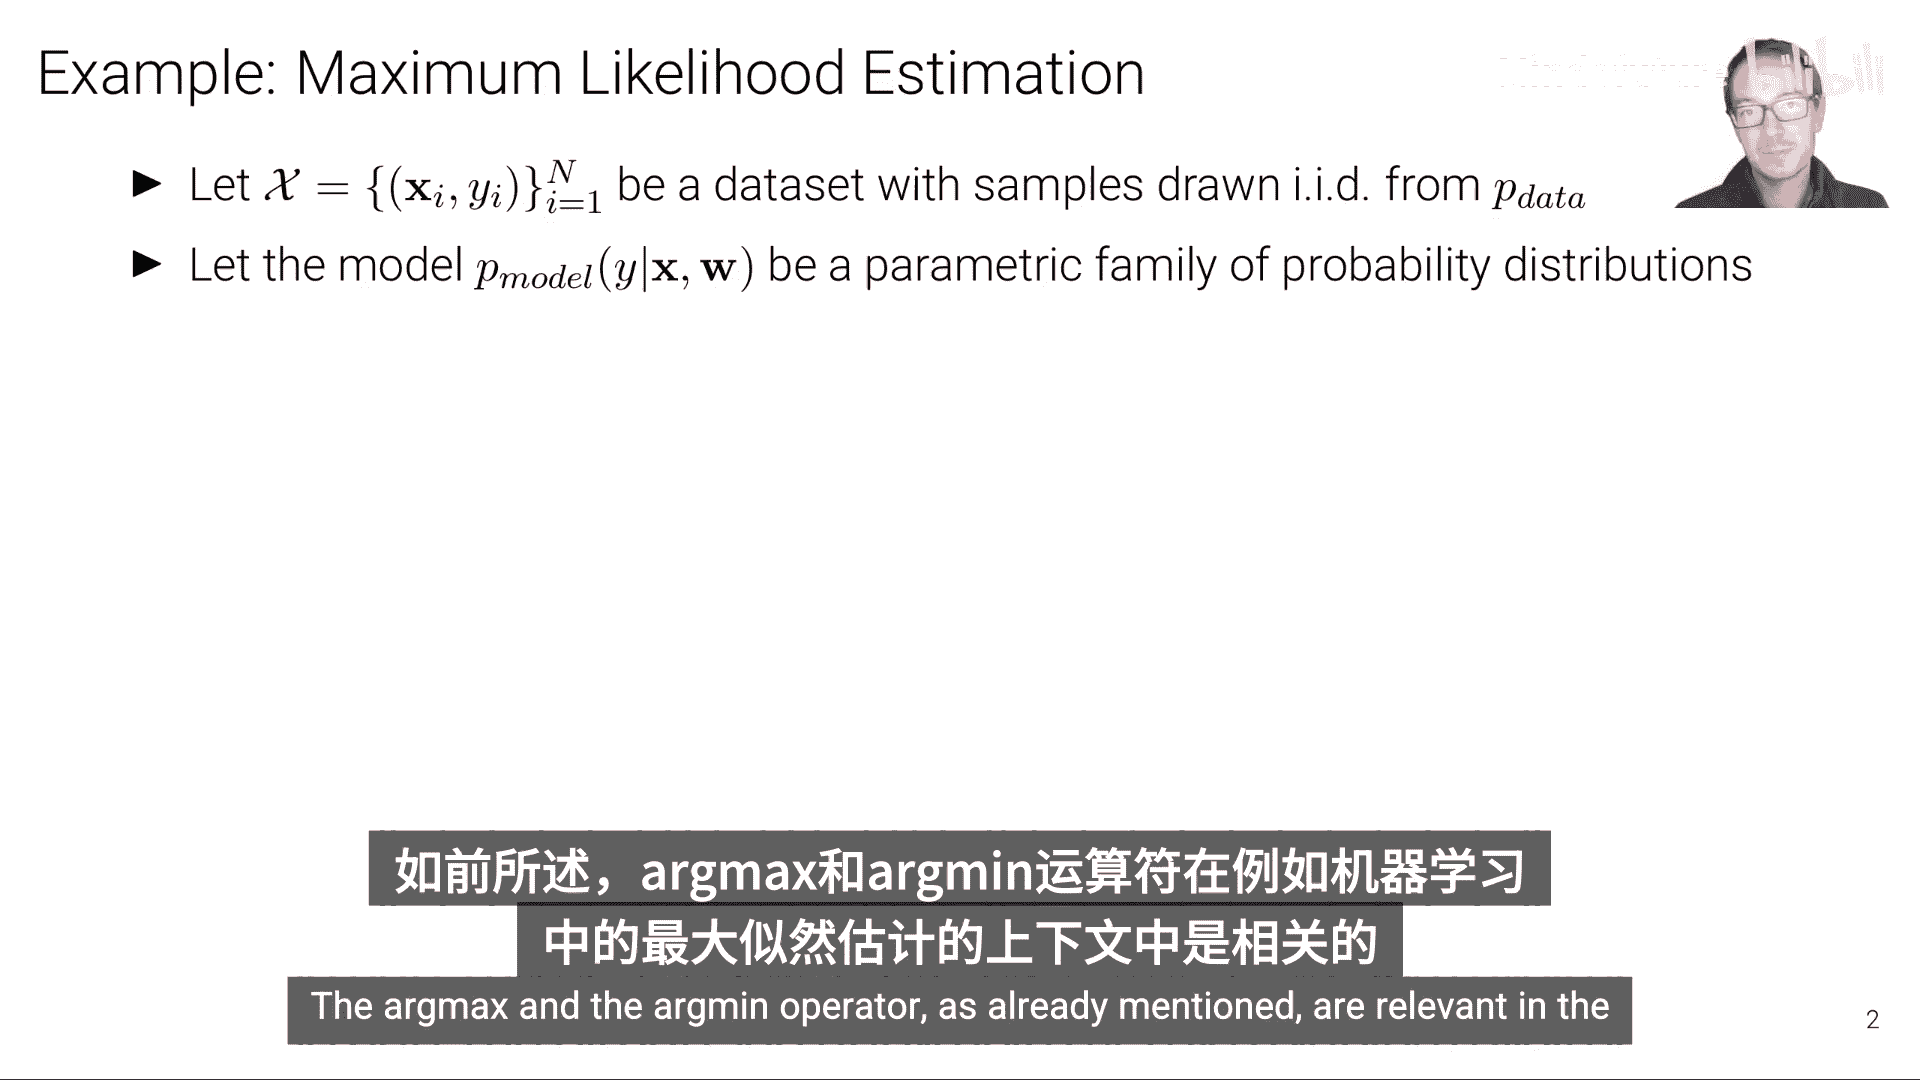 Example: Maximum Likelihood Estimation
► Let 𝒳 = {(𝐱ᵢ, yᵢ)}ᵢ₌₁ᴺ be a dataset with samples drawn i.i.d. from p_data
► Let the model p_model(y|𝐱, 𝐰) be a parametric family of probability distributions
如前所述，argmax和argmin运算符在例如机器学习
中的最大似然估计的上下文中是相关的
The argmax and the argmin operator, as already mentioned, are relevant in the
2